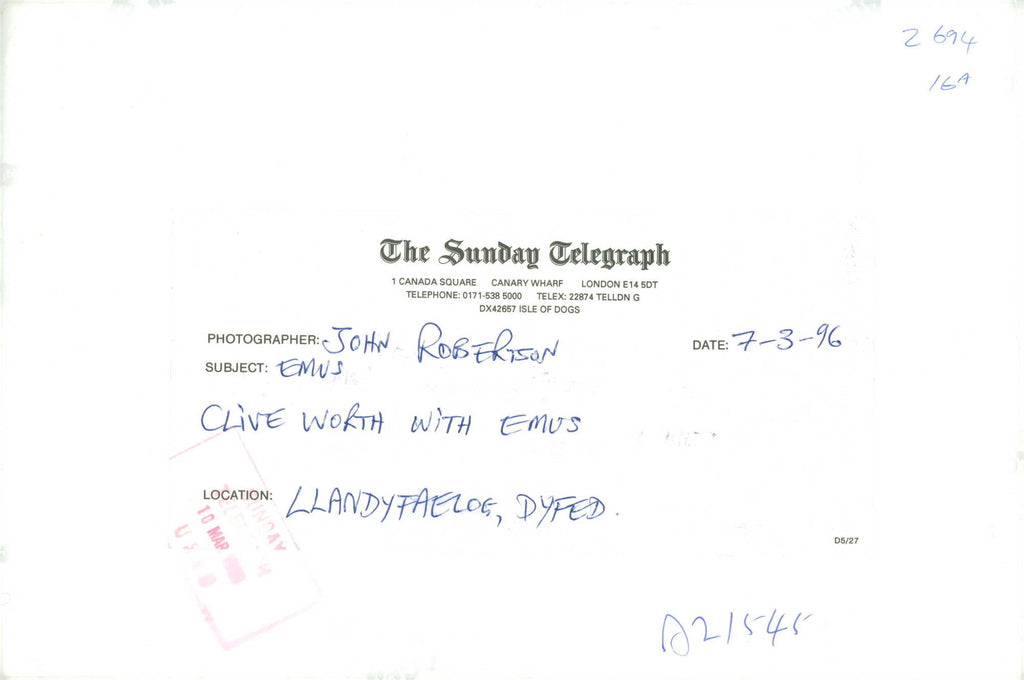 Z 694
16A
The Sunday Telegraph
1 CANADA SQUARE CANARY WHARF LONDON E14 5DT
TELEPHONE: 0171-538 5000 TELEX: 22874 TELLDN G
DX42657 ISLE OF DOGS
PHOTOGRAPHER: JOHN ROBERTSON DATE: 7-3-96
SUBJECT: EMUS
CLIVE WORTH WITH EMUS
LOCATION: LLANDYFAELOG, DYFED.
10 MAR
D5/27
A21545